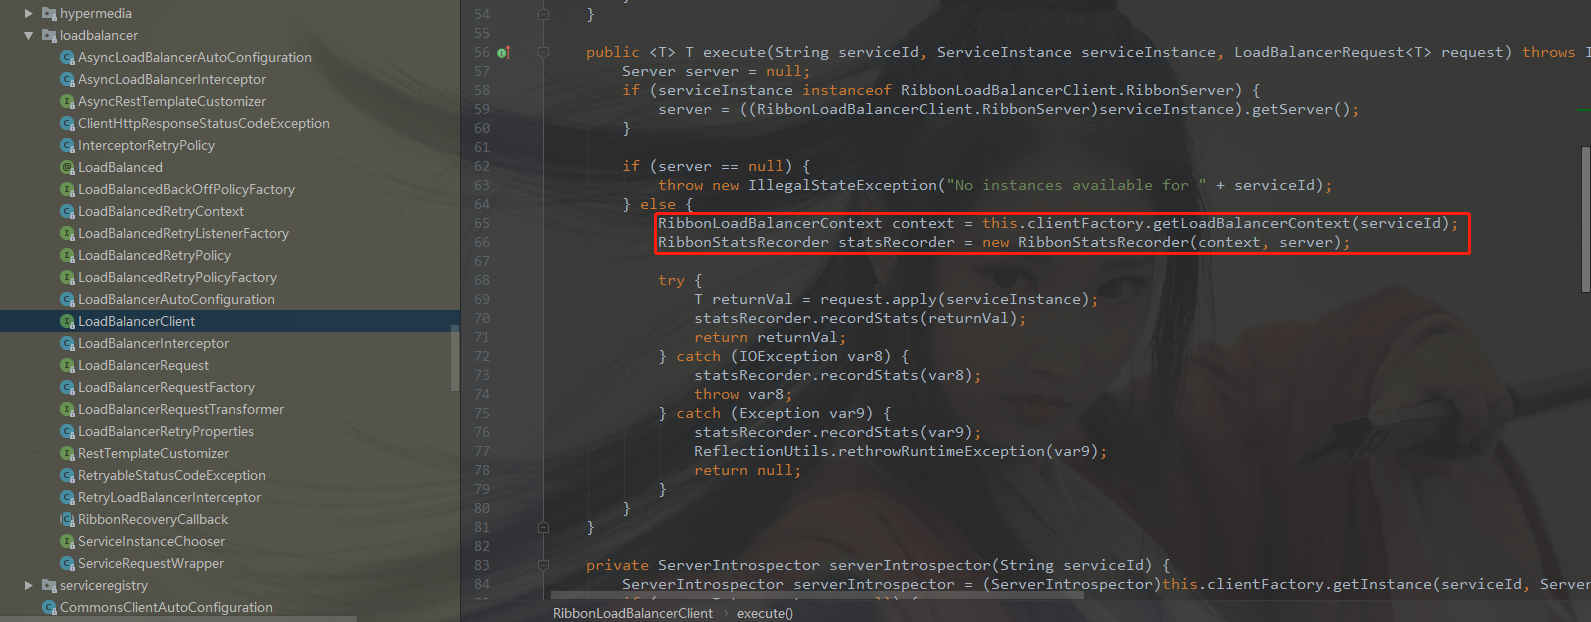 hypermedia
loadbalancer
AsyncLoadBalancerAutoConfiguration
AsyncLoadBalancerInterceptor
AsyncRestTemplateCustomizer
ClientHttpResponseStatusCodeException
InterceptorRetryPolicy
LoadBalanced
LoadBalancedBackOffPolicyFactory
LoadBalancedRetryContext
LoadBalancedRetryListenerFactory
LoadBalancedRetryPolicy
LoadBalancedRetryPolicyFactory
LoadBalancerAutoConfiguration
LoadBalancerClient
LoadBalancerInterceptor
LoadBalancerRequest
LoadBalancerRequestFactory
LoadBalancerRequestTransformer
LoadBalancerRetryProperties
RestTemplateCustomizer
RetryableStatusCodeException
RetryLoadBalancerInterceptor
RibbonRecoveryCallback
ServiceInstanceChooser
ServiceRequestWrapper
serviceregistry
CommonsClientAutoConfiguration
54 }
55
56 public <T> T execute(String serviceId, ServiceInstance serviceInstance, LoadBalancerRequest<T> request) throws I
57 Server server = null;
58 if (serviceInstance instanceof RibbonLoadBalancerClient.RibbonServer) {
59 server = ((RibbonLoadBalancerClient.RibbonServer)serviceInstance).getServer();
60 }
61
62 if (server == null) {
63 throw new IllegalStateException("No instances available for " + serviceId);
64 } else {
65 RibbonLoadBalancerContext context = this.clientFactory.getLoadBalancerContext(serviceId);
66 RibbonStatsRecorder statsRecorder = new RibbonStatsRecorder(context, server);
67
68 try {
69 T returnVal = request.apply(serviceInstance);
70 statsRecorder.recordStats(returnVal);
71 return returnVal;
72 } catch (IOException var8) {
73 statsRecorder.recordStats(var8);
74 throw var8;
75 } catch (Exception var9) {
76 statsRecorder.recordStats(var9);
77 ReflectionUtils.rethrowRuntimeException(var9);
78 return null;
79 }
80 }
81 }
82
83 private ServerIntrospector serverIntrospector(String serviceId) {
84 ServerIntrospector serverIntrospector = (ServerIntrospector)this.clientFactory.getInstance(serviceId, Server
RibbonLoadBalancerClient › execute()